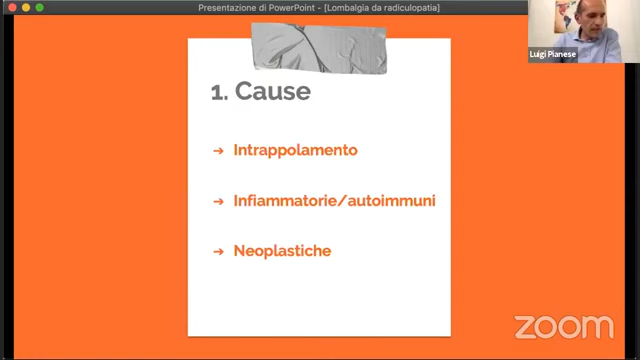 Presentazione di PowerPoint - [Lombalgia da radiculopatia]
Luigi Pianese
1. Cause
➔ Intrappolamento
➔ Infiammatorie/autoimmuni
➔ Neoplastiche
zoom